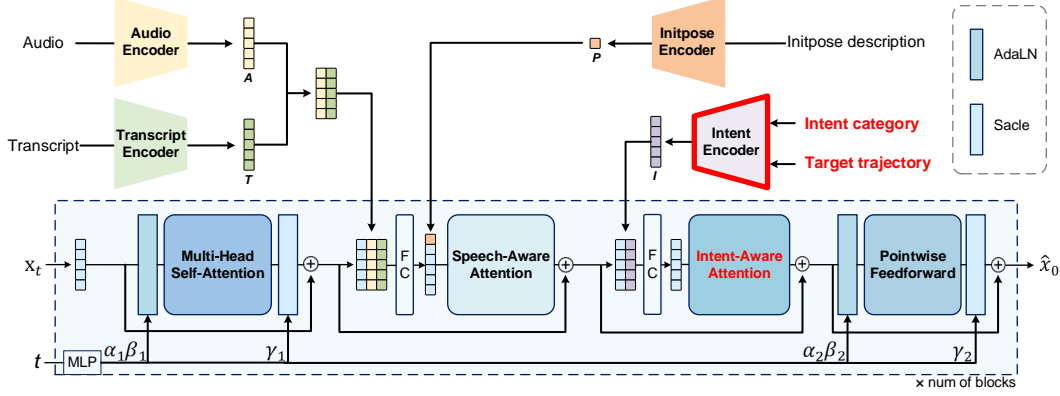 Audio
Audio
Encoder
A
Transcript
Transcript
Encoder
T
P
Initpose
Encoder
Initpose description
I
Intent
Encoder
Intent category
Target trajectory
AdaLN
Sacle
x_t
Multi-Head
Self-Attention
F
C
Speech-Aware
Attention
F
C
Intent-Aware
Attention
Pointwise
Feedforward
x̂_0
t
MLP
α_1β_1
γ_1
α_2β_2
γ_2
× num of blocks